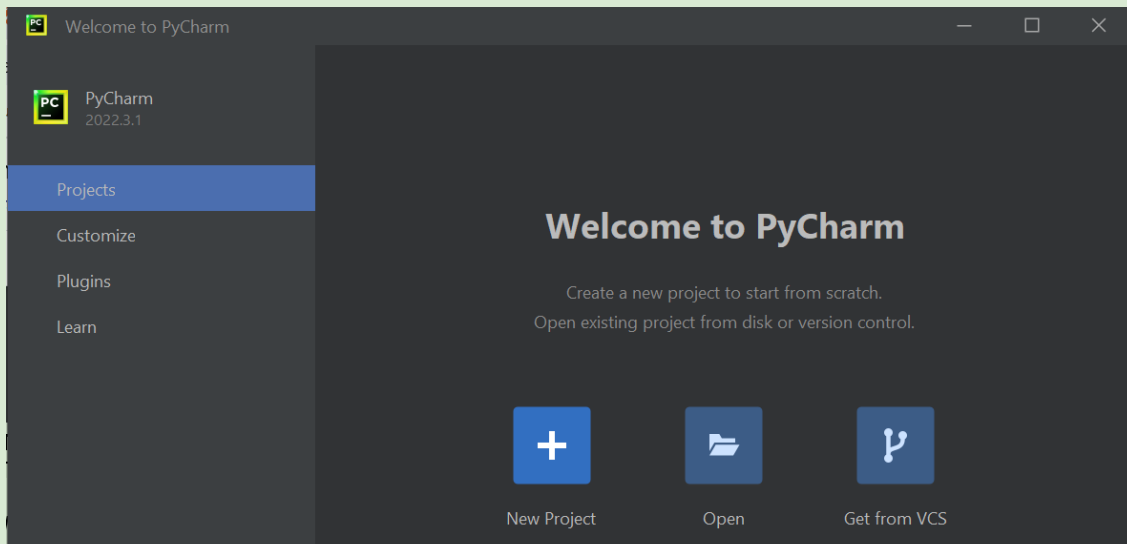 Welcome to PyCharm
PC
PyCharm
2022.3.1
Projects
Customize
Plugins
Learn
Welcome to PyCharm
Create a new project to start from scratch.
Open existing project from disk or version control.
New Project
Open
Get from VCS